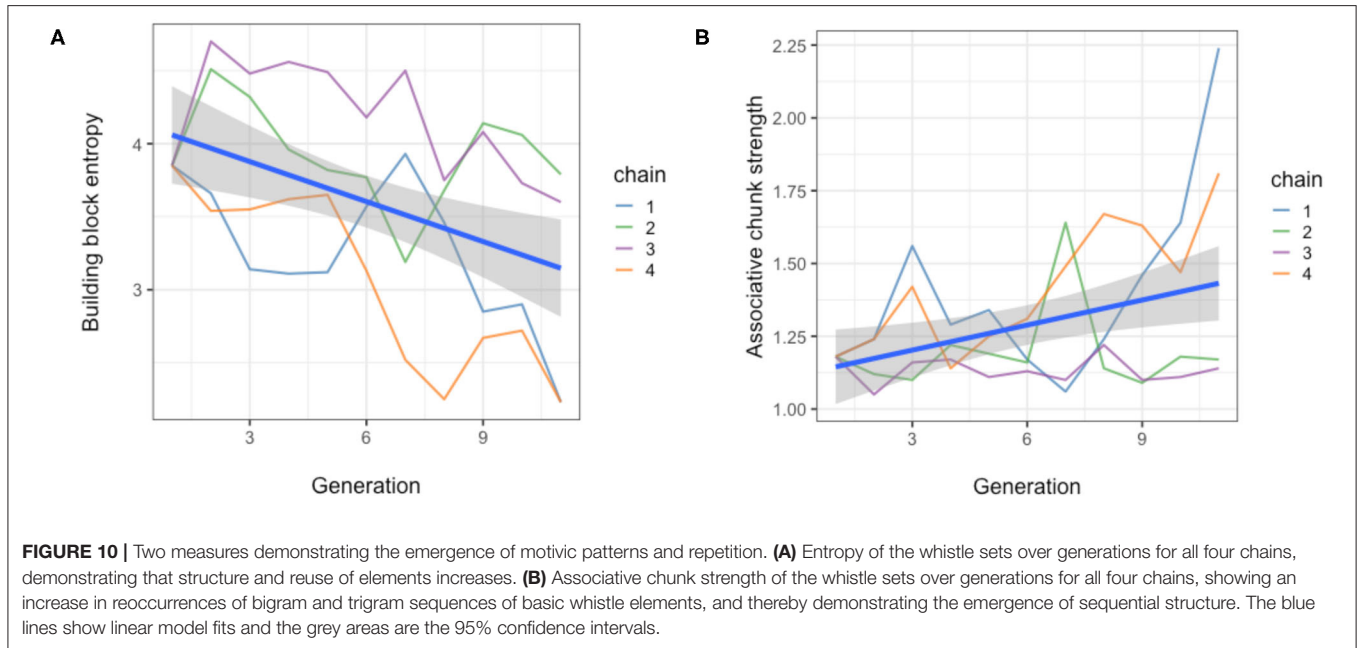 A
Building block entropy
4
3
3
6
9
Generation
chain
1
2
3
4
B
Associative chunk strength
2.25
2.00
1.75
1.50
1.25
1.00
3
6
9
Generation
chain
1
2
3
4
FIGURE 10 | Two measures demonstrating the emergence of motivic patterns and repetition. (A) Entropy of the whistle sets over generations for all four chains,
demonstrating that structure and reuse of elements increases. (B) Associative chunk strength of the whistle sets over generations for all four chains, showing an
increase in reoccurrences of bigram and trigram sequences of basic whistle elements, and thereby demonstrating the emergence of sequential structure. The blue
lines show linear model fits and the grey areas are the 95% confidence intervals.